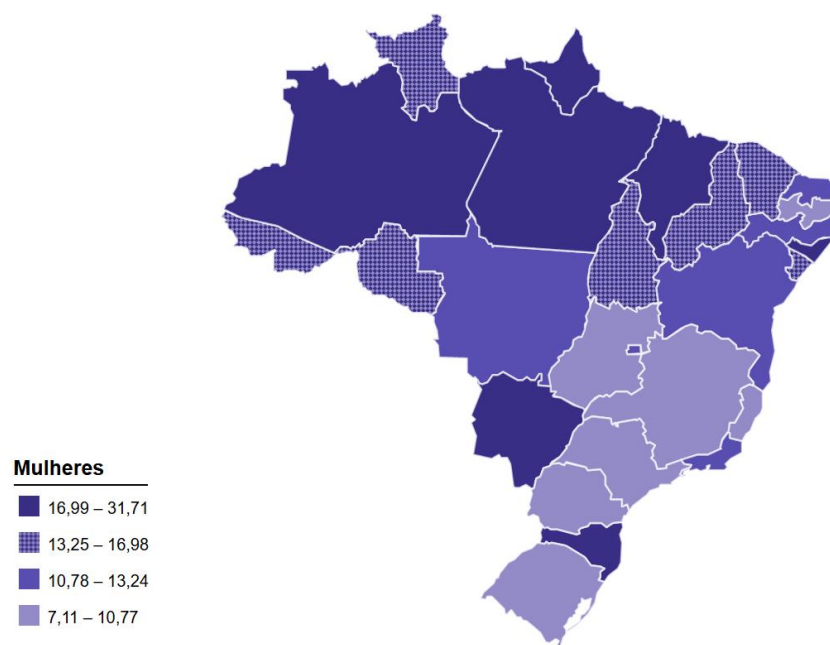 Mulheres
16,99 – 31,71
13,25 – 16,98
10,78 – 13,24
7,11 – 10,77